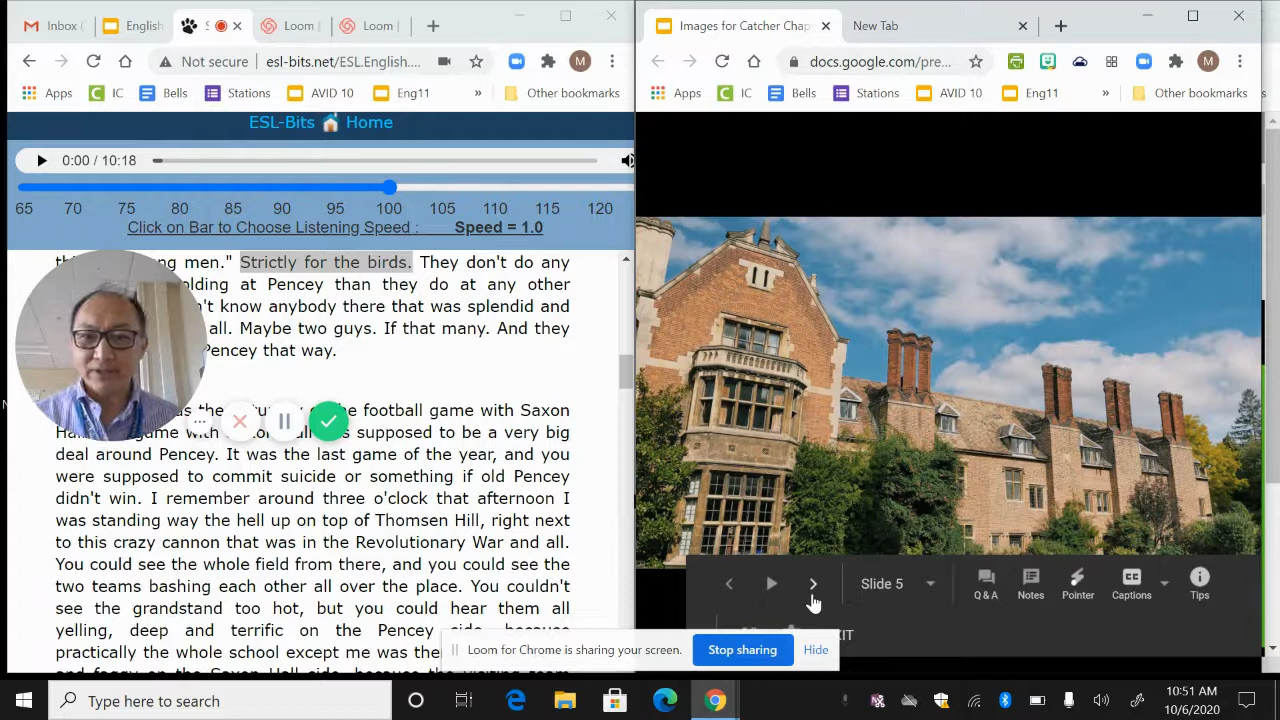 Inbox (
English
S
Loom
Loom
Not secure
esl-bits.net/ESL.English....
M
Apps
IC
Bells
Stations
AVID 10
Eng11
»
Other bookmarks
ESL-Bits Home
0:00 / 10:18
65 70 75 80 85 90 95 100 105 110 115 120
Click on Bar to Choose Listening Speed : Speed = 1.0
men." Strictly for the birds. They don't do any
at Pencey than they do at any other
know anybody there that was splendid and
all. Maybe two guys. If that many. And they
Pencey that way.
the football game with Saxon
game with supposed to be a very big
deal around Pencey. It was the last game of the year, and you
were supposed to commit suicide or something if old Pencey
didn't win. I remember around three o'clock that afternoon I
was standing way the hell up on top of Thomsen Hill, right next
to this crazy cannon that was in the Revolutionary War and all.
You could see the whole field from there, and you could see the
two teams bashing each other all over the place. You couldn't
see the grandstand too hot, but you could hear them all
yelling, deep and terrific on the Pencey side, because
practically the whole school except me was
and on the Saxon Hall side, because the
Images for Catcher Chap
New Tab
docs.google.com/pre...
M
Apps
IC
Bells
Stations
AVID 10
Eng11
»
Other bookmarks
Slide 5
Q & A
Notes
Pointer
Captions
Tips
Loom for Chrome is sharing your screen.
Stop sharing
Hide
Type here to search
10:51 AM
10/6/2020